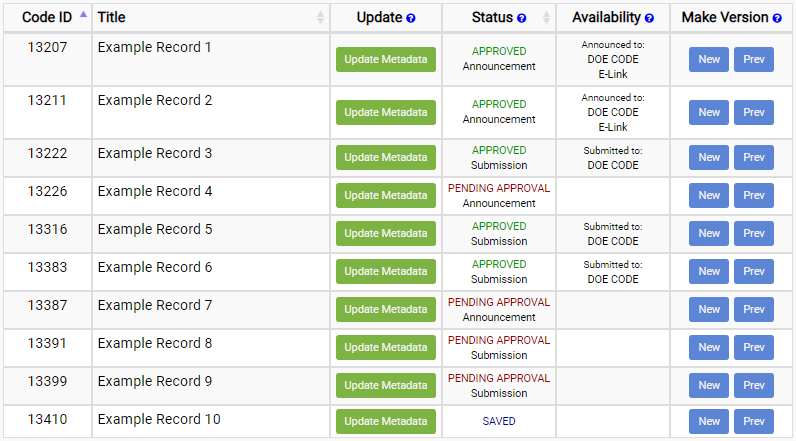 Code ID Title Update Status Availability Make Version
13207 Example Record 1 Update Metadata APPROVED Announcement Announced to: DOE CODE E-Link New Prev
13211 Example Record 2 Update Metadata APPROVED Announcement Announced to: DOE CODE E-Link New Prev
13222 Example Record 3 Update Metadata APPROVED Submission Submitted to: DOE CODE New Prev
13226 Example Record 4 Update Metadata PENDING APPROVAL Announcement New Prev
13316 Example Record 5 Update Metadata APPROVED Submission Submitted to: DOE CODE New Prev
13383 Example Record 6 Update Metadata APPROVED Submission Submitted to: DOE CODE New Prev
13387 Example Record 7 Update Metadata PENDING APPROVAL Announcement New Prev
13391 Example Record 8 Update Metadata PENDING APPROVAL Submission New Prev
13399 Example Record 9 Update Metadata PENDING APPROVAL Submission New Prev
13410 Example Record 10 Update Metadata SAVED New Prev